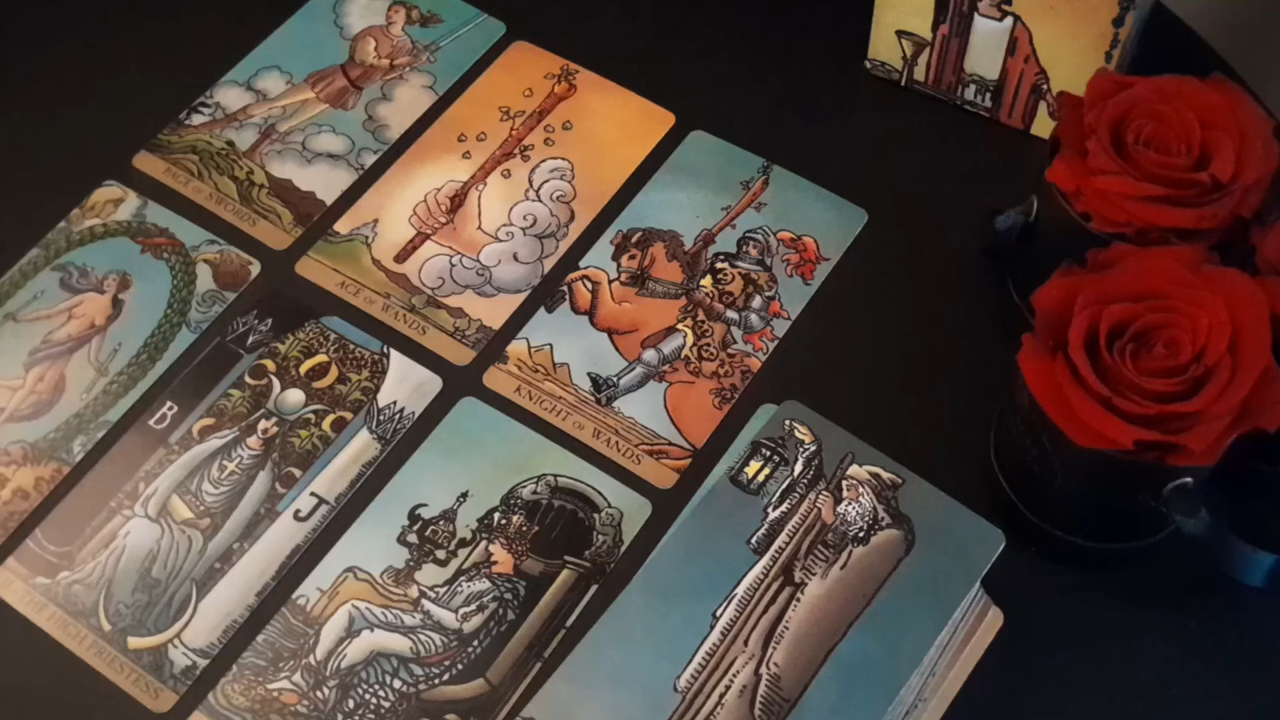 PAGE OF SWORDS
ACE OF WANDS
KNIGHT OF WANDS
B
J
THE HIGH PRIESTESS